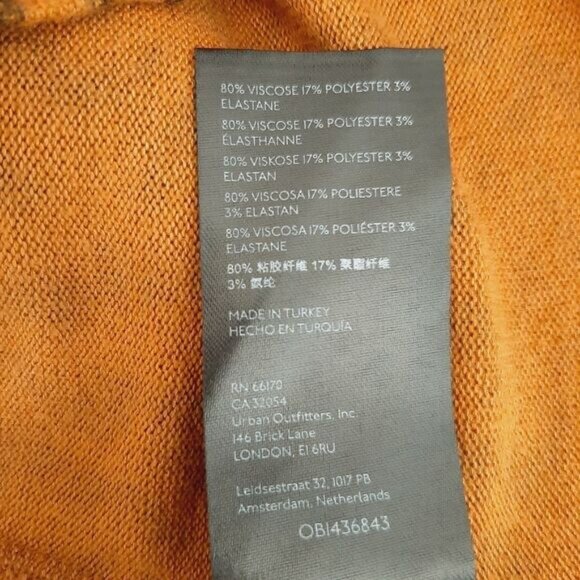 80% VISCOSE 17% POLYESTER 3%
ELASTANE
80% VISCOSE 17% POLYESTER 3%
ÉLASTHANNE
80% VISKOSE 17% POLYESTER 3%
ELASTAN
80% VISCOSA 17% POLIESTERE
3% ELASTAN
80% VISCOSA 17% POLIÉSTER 3%
ELASTANE
80% 粘胶纤维 17% 聚酯纤维
3% 氨纶
MADE IN TURKEY
HECHO EN TURQUÍA
RN 66170
CA 32054
Urban Outfitters, Inc.
146 Brick Lane
LONDON, E1 6RU
Leidsestraat 32, 1017 PB
Amsterdam, Netherlands
OB1436843